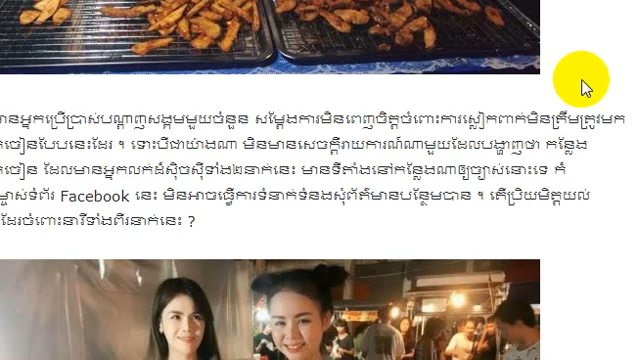 មានអ្នកប្រើប្រាស់បណ្តាញសង្គមមួយចំនួន សម្តែងការមិនពេញចិត្តចំពោះការស្លៀកពាក់មិនត្រឹមត្រូវមក
ចៀនបែបនេះដែរ ។ ទោះបីជាយ៉ាងណា មិនមានសេចក្តីរាយការណ៍ណាមួយដែលបង្ហាញថា កន្លែង
ចៀន ដែលមានអ្នកលក់ដ៏ស៊ិចស៊ីទាំង២នាក់នេះ មានទីតាំងនៅកន្លែងណាឲ្យច្បាស់នោះទេ កំ
ម្ចាស់ទំព័រ Facebook នេះ មិនអាចធ្វើការទំនាក់ទំនងសុំព័ត៌មានបន្ថែមបាន ។ តើប្រិយមិត្តយល់
ដែរចំពោះនារីទាំងពីរនាក់នេះ ?